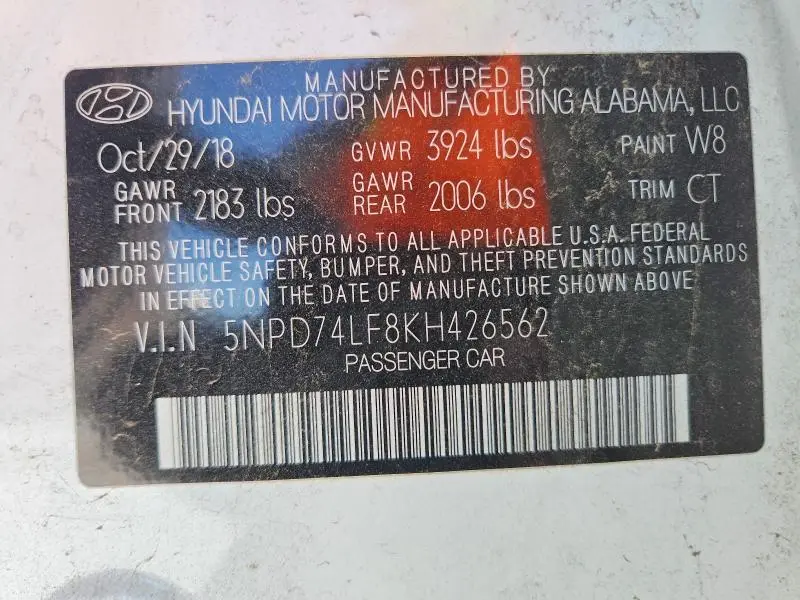 MANUFACTURED BY
HYUNDAI MOTOR MANUFACTURING ALABAMA, LLC
Oct/29/18 GVWR 3924 lbs PAINT W8
GAWR FRONT 2183 lbs GAWR REAR 2006 lbs TRIM CT
THIS VEHICLE CONFORMS TO ALL APPLICABLE U.S.A. FEDERAL
MOTOR VEHICLE SAFETY, BUMPER, AND THEFT PREVENTION STANDARDS
IN EFFECT ON THE DATE OF MANUFACTURE SHOWN ABOVE
V.I.N 5NPD74LF8KH426562
PASSENGER CAR